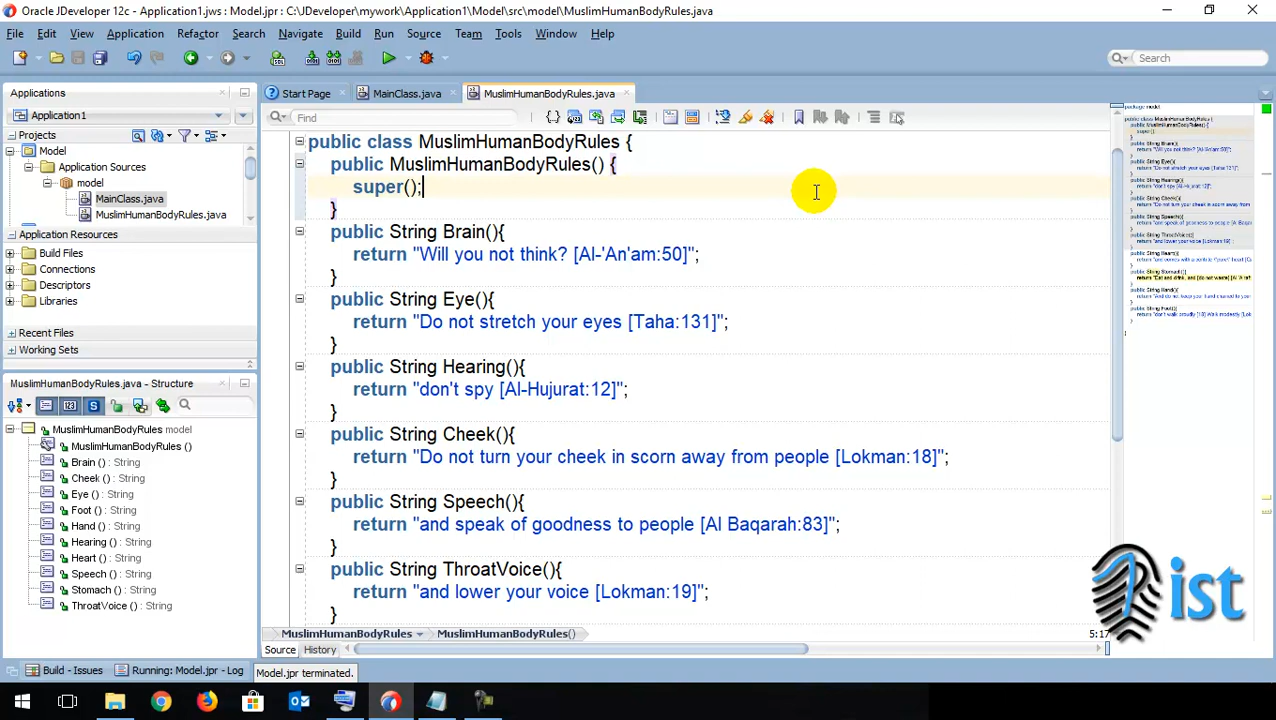 Oracle JDeveloper 12c - Application1.jws : Model.jpr : C:\JDeveloper\mywork\Application1\Model\src\model\MuslimHumanBodyRules.java
File Edit View Application Refactor Search Navigate Build Run Source Team Tools Window Help
Search
Applications
Start Page
MainClass.java
MuslimHumanBodyRules.java
Application1
Find
Projects
Model
Application Sources
model
MainClass.java
MuslimHumanBodyRules.java
Application Resources
Build Files
Connections
Descriptors
Libraries
Recent Files
Working Sets
MuslimHumanBodyRules.java - Structure
MuslimHumanBodyRules model
MuslimHumanBodyRules ()
Brain () : String
Cheek () : String
Eye () : String
Foot () : String
Hand () : String
Hearing () : String
Heart () : String
Speech () : String
Stomach () : String
ThroatVoice () : String
public class MuslimHumanBodyRules {
public MuslimHumanBodyRules() {
super();
}
public String Brain(){
return "Will you not think? [Al-'An'am:50]";
}
public String Eye(){
return "Do not stretch your eyes [Taha:131]";
}
public String Hearing(){
return "don't spy [Al-Hujurat:12]";
}
public String Cheek(){
return "Do not turn your cheek in scorn away from people [Lokman:18]";
}
public String Speech(){
return "and speak of goodness to people [Al Baqarah:83]";
}
public String ThroatVoice(){
return "and lower your voice [Lokman:19]";
}
MuslimHumanBodyRules MuslimHumanBodyRules()
5:17
Source History
Build - Issues
Running: Model.jpr - Log
Model.jpr terminated.
ist